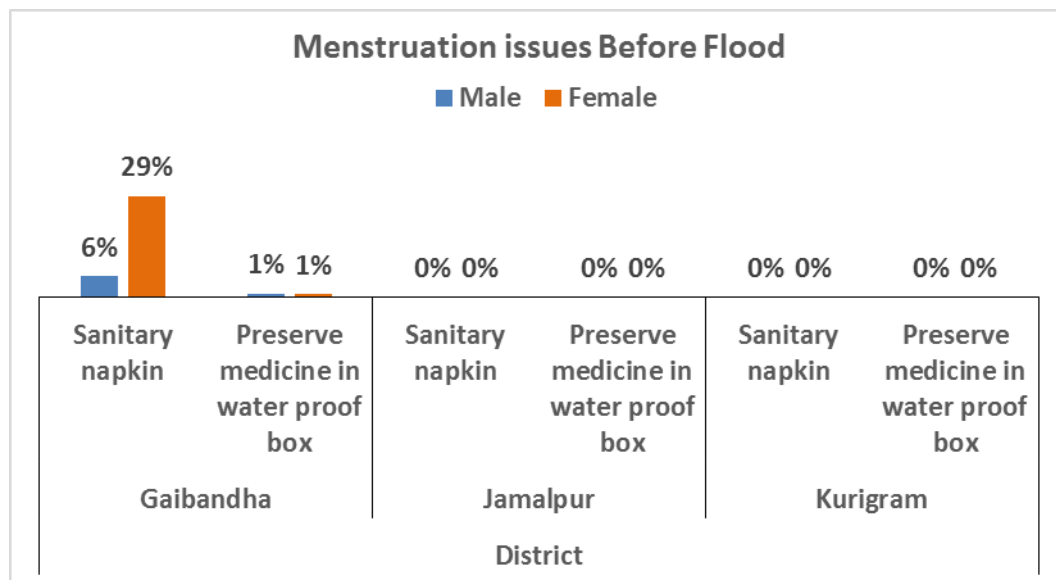 Menstruation issues Before Flood
Male Female
29%
6%
1% 1%
0% 0%
0% 0%
0% 0%
0% 0%
Sanitary
napkin
Preserve
medicine in
water proof
box
Sanitary
napkin
Preserve
medicine in
water proof
box
Sanitary
napkin
Preserve
medicine in
water proof
box
Gaibandha
Jamalpur
Kurigram
District